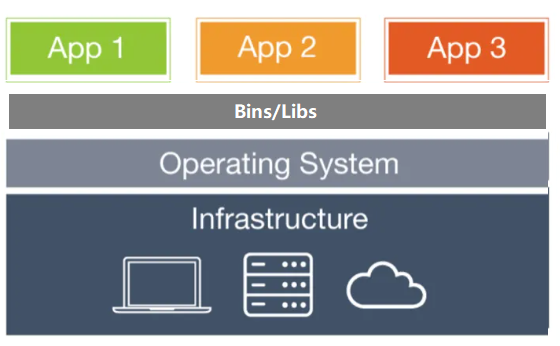 App 1 App 2 App 3
Bins/Libs
Operating System
Infrastructure